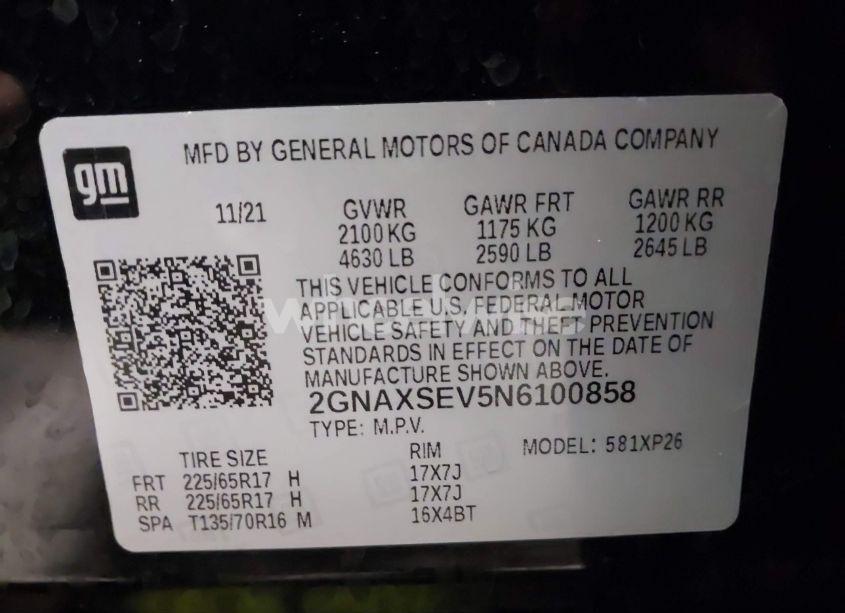 gm
MFD BY GENERAL MOTORS OF CANADA COMPANY
11/21 GVWR GAWR FRT GAWR RR
2100 KG 1175 KG 1200 KG
4630 LB 2590 LB 2645 LB
THIS VEHICLE CONFORMS TO ALL
APPLICABLE U.S. FEDERAL MOTOR
VEHICLE SAFETY AND THEFT PREVENTION
STANDARDS IN EFFECT ON THE DATE OF
MANUFACTURE SHOWN ABOVE.
2GNAXSEV5N6100858
TYPE: M.P.V.
MODEL: 581XP26
TIRE SIZE RIM
FRT 225/65R17 H 17X7J
RR 225/65R17 H 17X7J
SPA T135/70R16 M 16X4BT